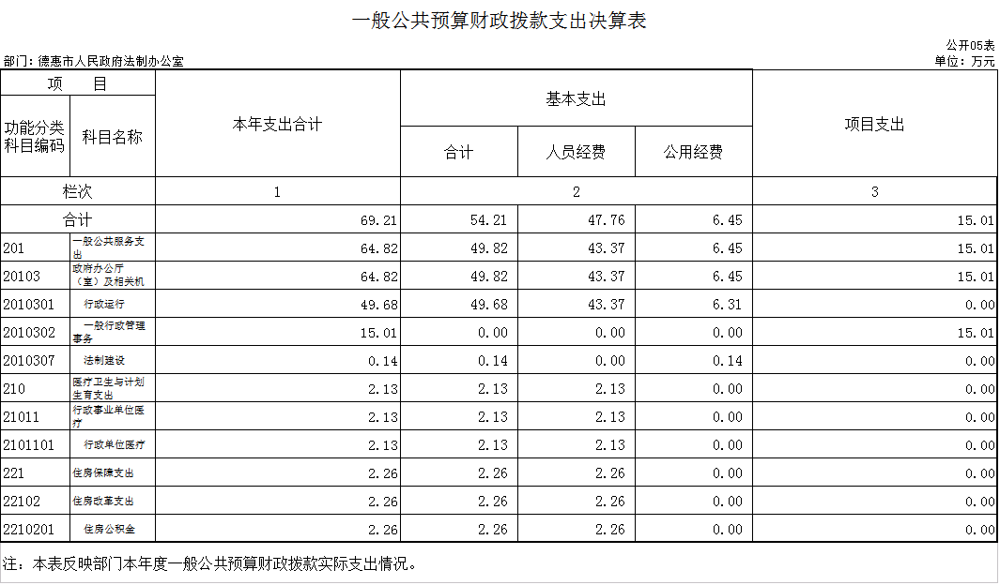 一般公共预算财政拨款支出决算表
公开05表
部门：德惠市人民政府法制办公室 单位：万元
项 目 本年支出合计 基本支出 项目支出
功能分类科目编码 科目名称 合计 人员经费 公用经费
栏次 1 2 3
合计 69.21 54.21 47.76 6.45 15.01
201 一般公共服务支出 64.82 49.82 43.37 6.45 15.01
20103 政府办公厅（室）及相关机 64.82 49.82 43.37 6.45 15.01
2010301 行政运行 49.68 49.68 43.37 6.31 0.00
2010302 一般行政管理事务 15.01 0.00 0.00 0.00 15.01
2010307 法制建设 0.14 0.14 0.00 0.14 0.00
210 医疗卫生与计划生育支出 2.13 2.13 2.13 0.00 0.00
21011 行政事业单位医疗 2.13 2.13 2.13 0.00 0.00
2101101 行政单位医疗 2.13 2.13 2.13 0.00 0.00
221 住房保障支出 2.26 2.26 2.26 0.00 0.00
22102 住房改革支出 2.26 2.26 2.26 0.00 0.00
2210201 住房公积金 2.26 2.26 2.26 0.00 0.00
注：本表反映部门本年度一般公共预算财政拨款实际支出情况。